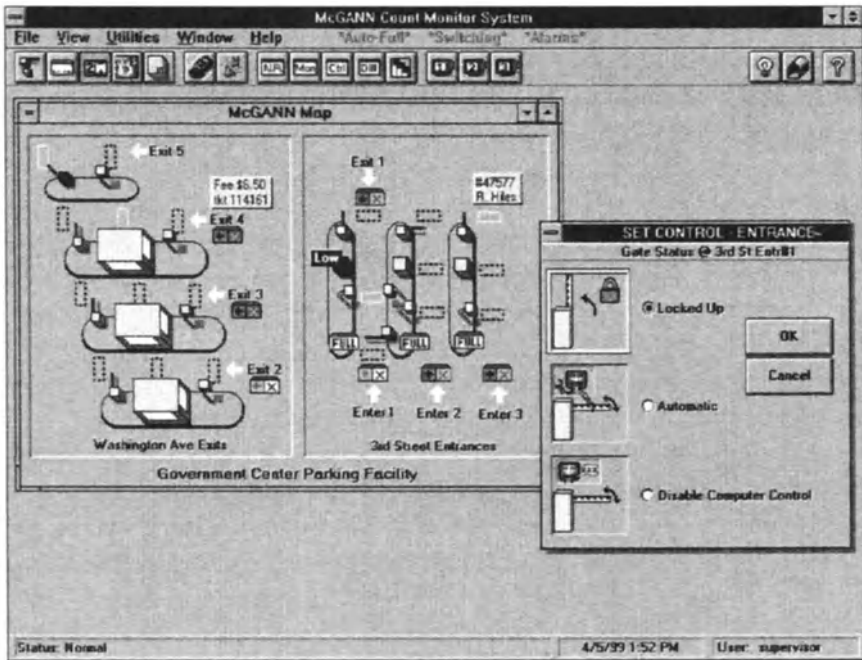 McGANN Count Monitor System
File View Utilities Window Help "Auto-Full" "Switching" "Alarms"
McGANN Map
Exit 5
Fee $6.50
tkt 114161
Exit 4
Exit 3
Exit 2
Washington Ave Exits
Exit 1
#47577
R. Hiles
Low
FULL FULL FULL
Enter 1 Enter 2 Enter 3
3rd Street Entrances
Government Center Parking Facility
SET CONTROL - ENTRANCE-
Gate Status @ 3rd St Entr#1
Locked Up
OK
Cancel
Automatic
Disable Computer Control
Status: Normal 4/5/99 1:52 PM User: supervisor